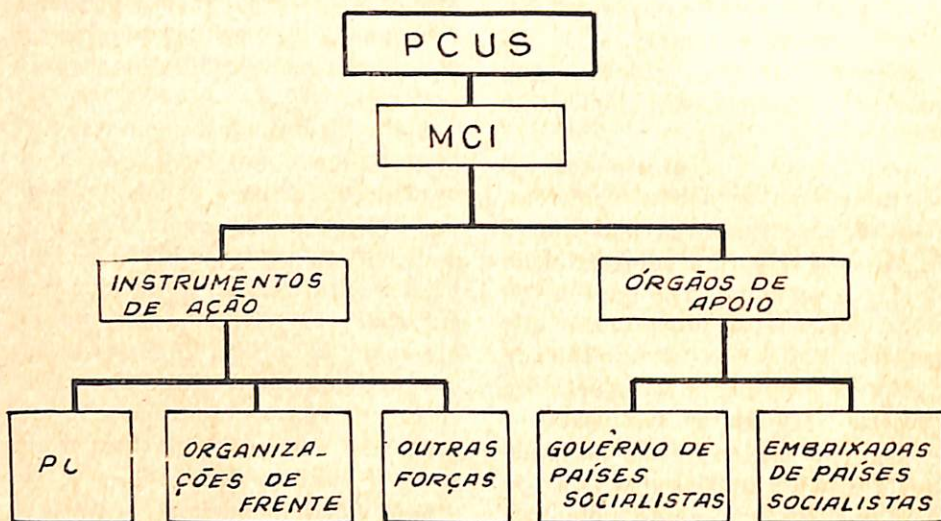 PCUS
MCI
INSTRUMENTOS
DE AÇÃO
ÓRGÃOS DE
APOIO
PC
ORGANIZA-
ÇÕES DE
FRENTE
OUTRAS
FORÇAS
GOVÊRNO DE
PAÍSES
SOCIALISTAS
EMBAIXADAS
DE PAÍSES
SOCIALISTAS